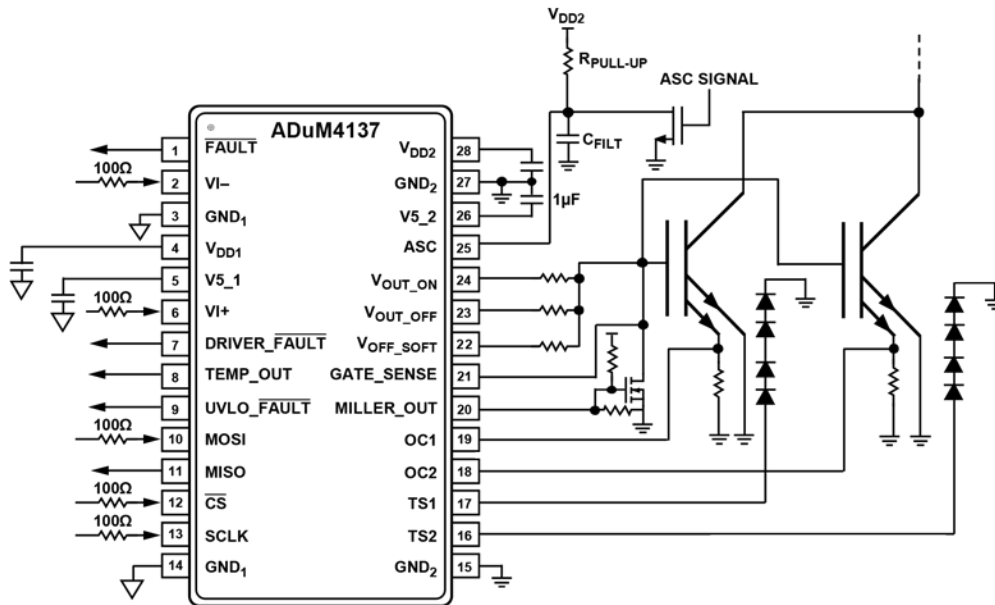 VDD2
RPULL-UP
ASC SIGNAL
CFILT
1µF
ADuM4137
100Ω
100Ω
100Ω
100Ω
100Ω
1 FAULT
2 VI–
3 GND1
4 VDD1
5 V5_1
6 VI+
7 DRIVER_FAULT
8 TEMP_OUT
9 UVLO_FAULT
10 MOSI
11 MISO
12 CS
13 SCLK
14 GND1
VDD2 28
GND2 27
V5_2 26
ASC 25
VOUT_ON 24
VOUT_OFF 23
VOFF_SOFT 22
GATE_SENSE 21
MILLER_OUT 20
OC1 19
OC2 18
TS1 17
TS2 16
GND2 15